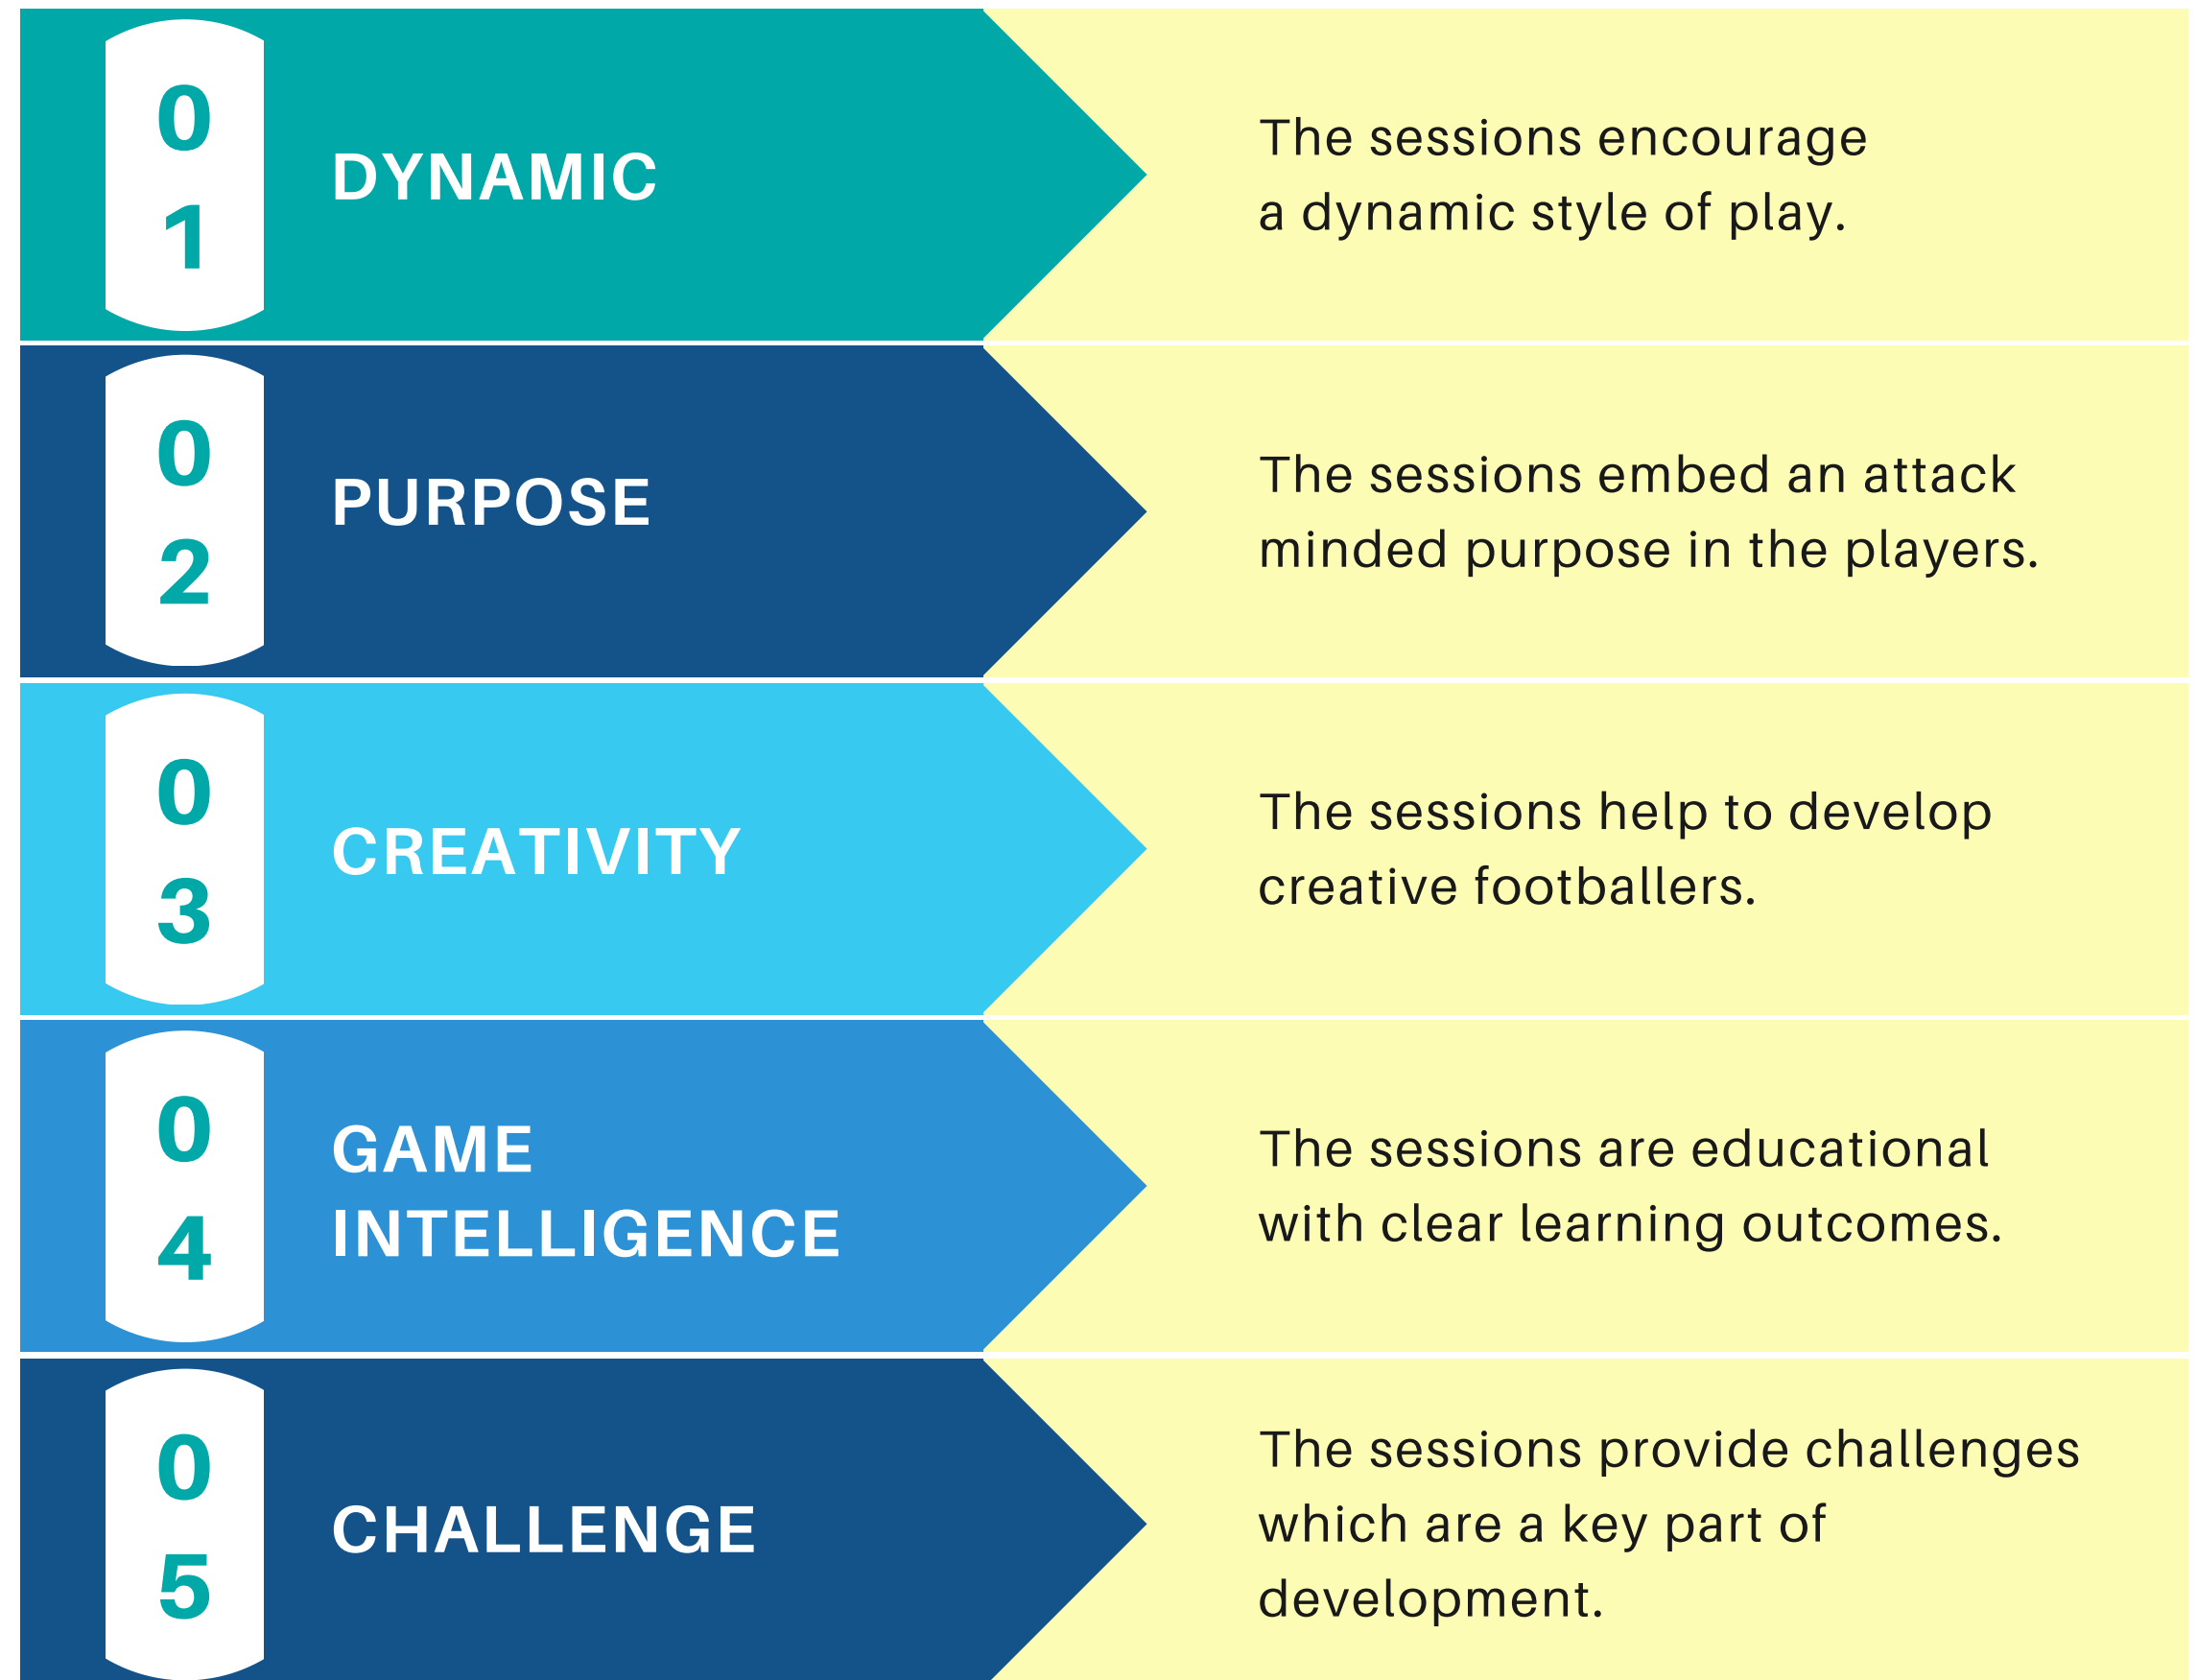 0
1
DYNAMIC
The sessions encourage
a dynamic style of play.
0
2
PURPOSE
The sessions embed an attack
minded purpose in the players.
0
3
CREATIVITY
The sessions help to develop
creative footballers.
0
4
GAME
INTELLIGENCE
The sessions are educational
with clear learning outcomes.
0
5
CHALLENGE
The sessions provide challenges
which are a key part of
development.